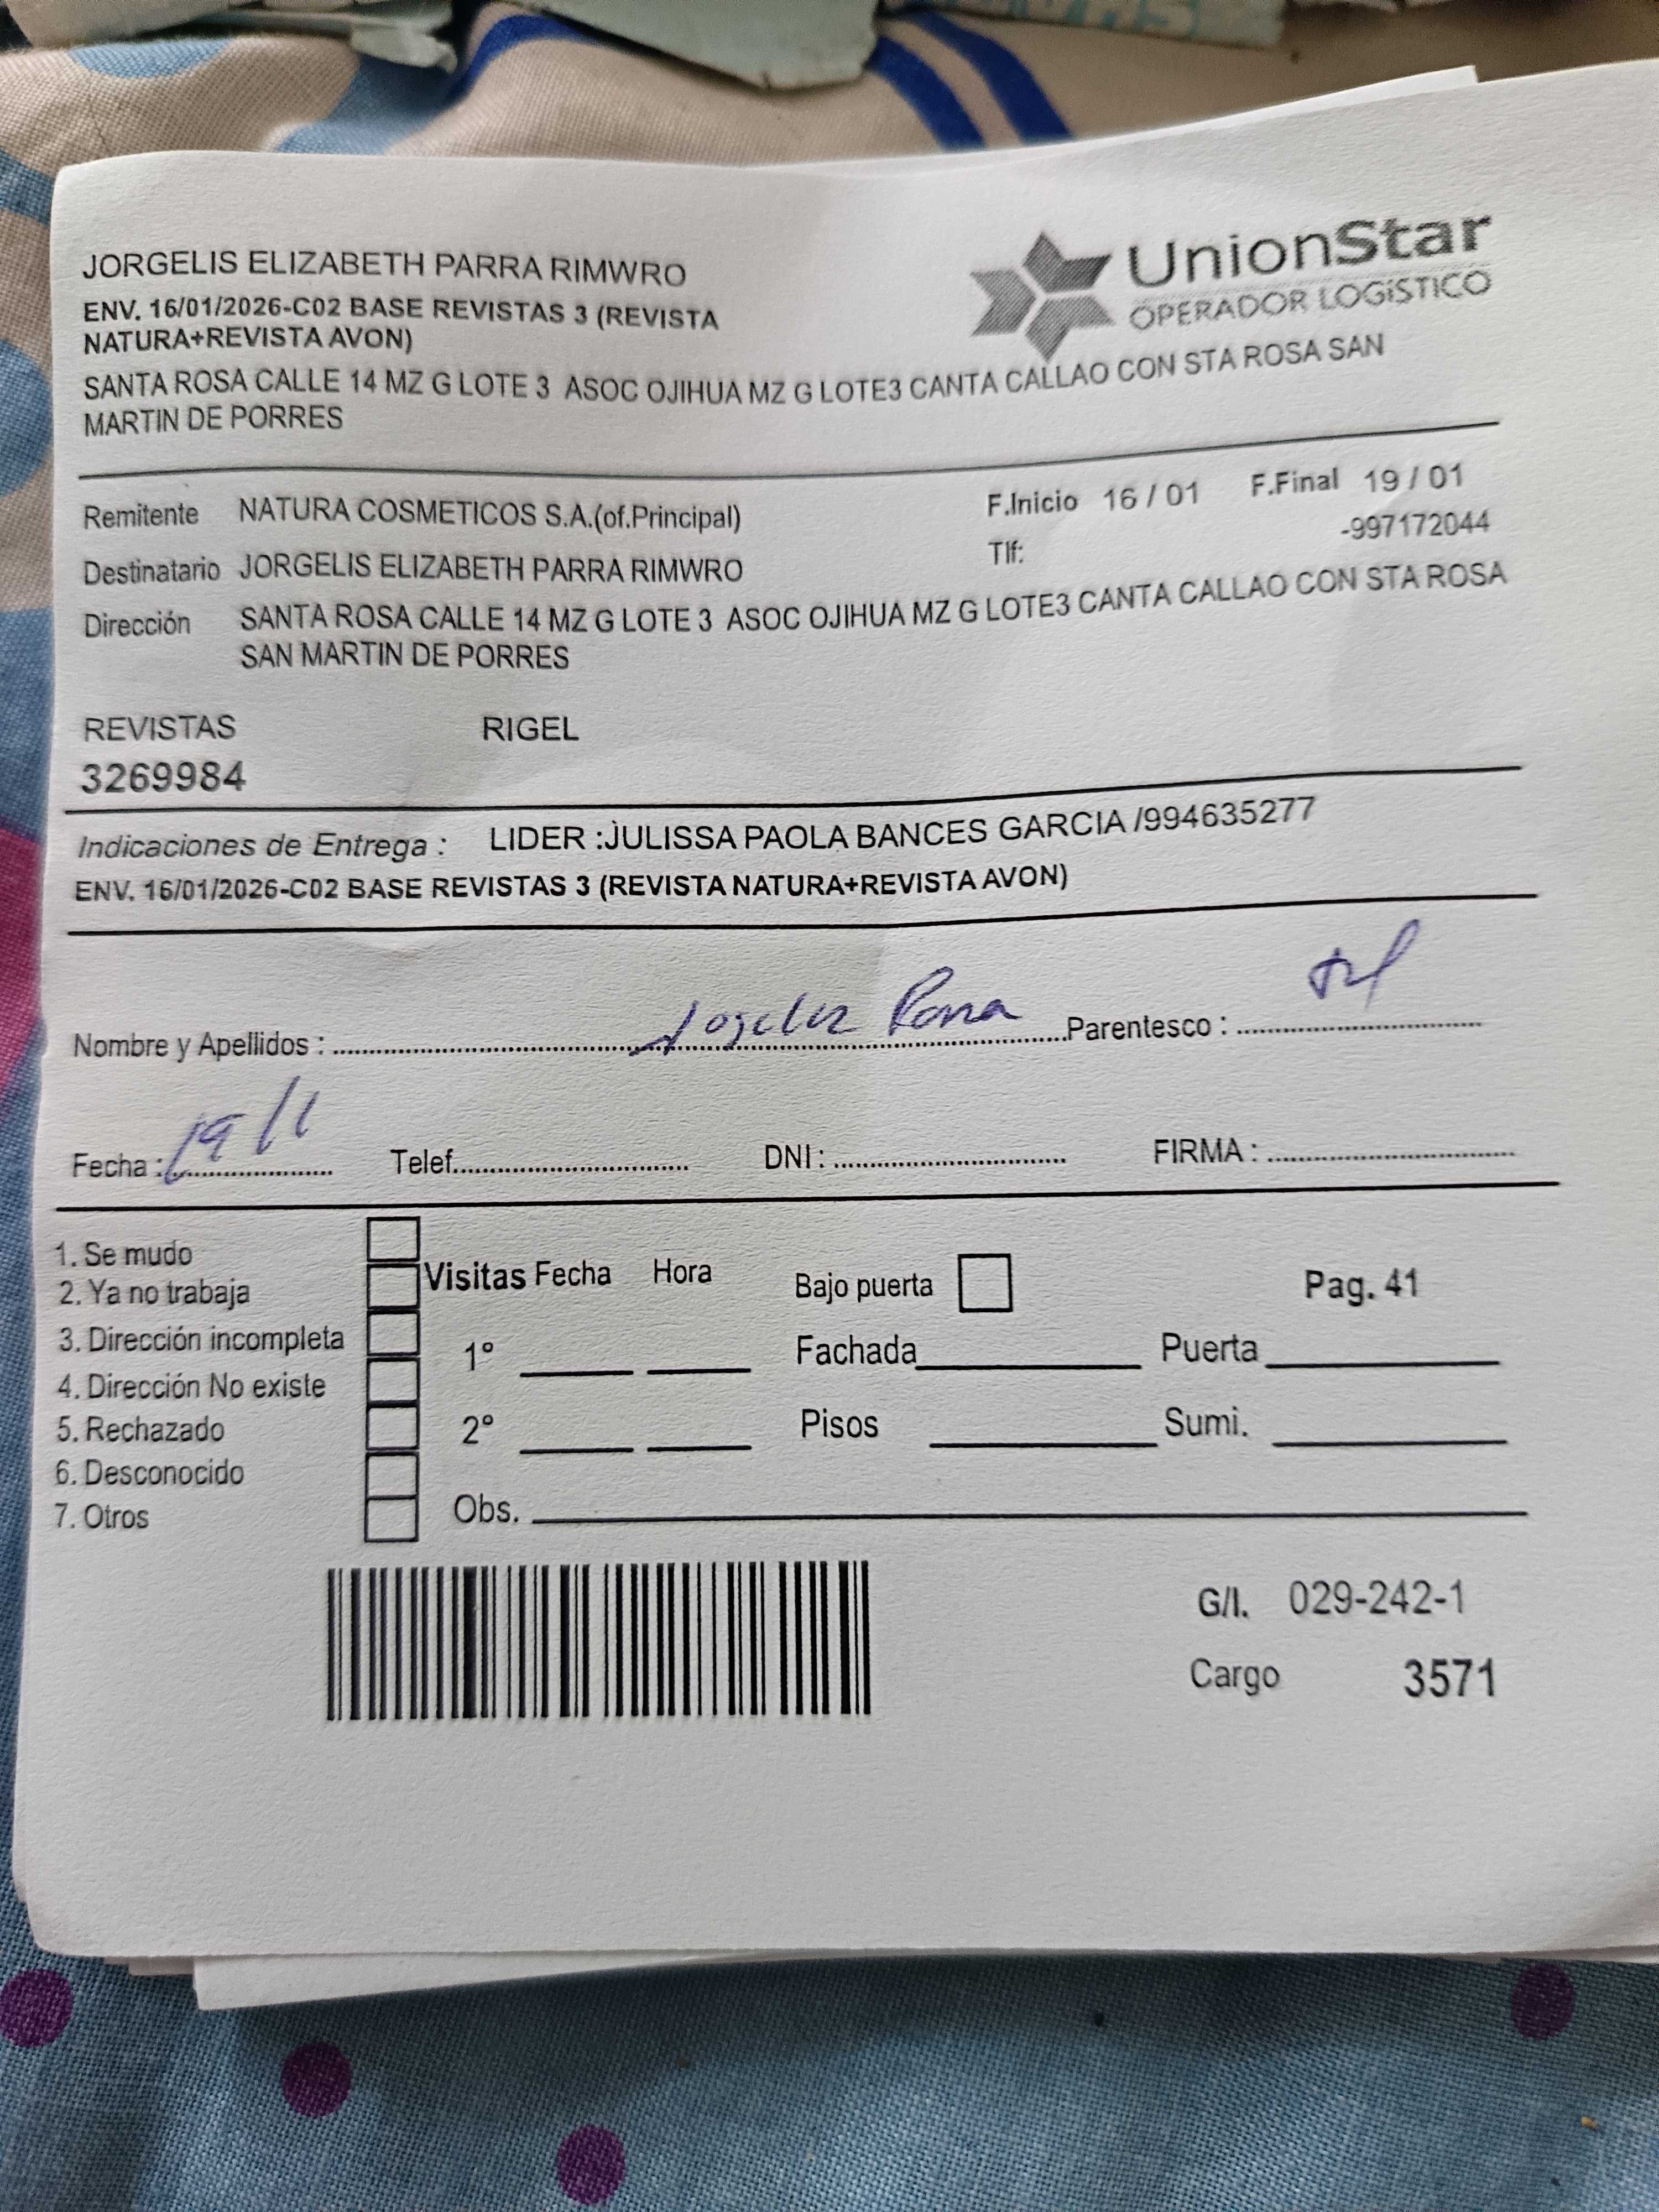 JORGELIS ELIZABETH PARRA RIMWRO
UnionStar
OPERADOR LOGíSTICO
ENV. 16/01/2026-C02 BASE REVISTAS 3 (REVISTA
NATURA+REVISTA AVON)
SANTA ROSA CALLE 14 MZ G LOTE 3 ASOC OJIHUA MZ G LOTE3 CANTA CALLAO CON STA ROSA SAN
MARTIN DE PORRES
Remitente NATURA COSMETICOS S.A.(of.Principal) F.Inicio 16 / 01 F.Final 19 / 01
Tlf: -997172044
Destinatario JORGELIS ELIZABETH PARRA RIMWRO
Dirección SANTA ROSA CALLE 14 MZ G LOTE 3 ASOC OJIHUA MZ G LOTE3 CANTA CALLAO CON STA ROSA
SAN MARTIN DE PORRES
REVISTAS RIGEL
3269984
Indicaciones de Entrega : LIDER :JULISSA PAOLA BANCES GARCIA /994635277
ENV. 16/01/2026-C02 BASE REVISTAS 3 (REVISTA NATURA+REVISTA AVON)
Nombre y Apellidos : Parentesco :
Fecha : 19/1 Telef. DNI : FIRMA :
1. Se mudo
2. Ya no trabaja
3. Dirección incompleta
4. Dirección No existe
5. Rechazado
6. Desconocido
7. Otros
Visitas Fecha Hora Bajo puerta Pag. 41
1° Fachada Puerta
2° Pisos Sumi.
Obs.
G/I. 029-242-1
Cargo 3571